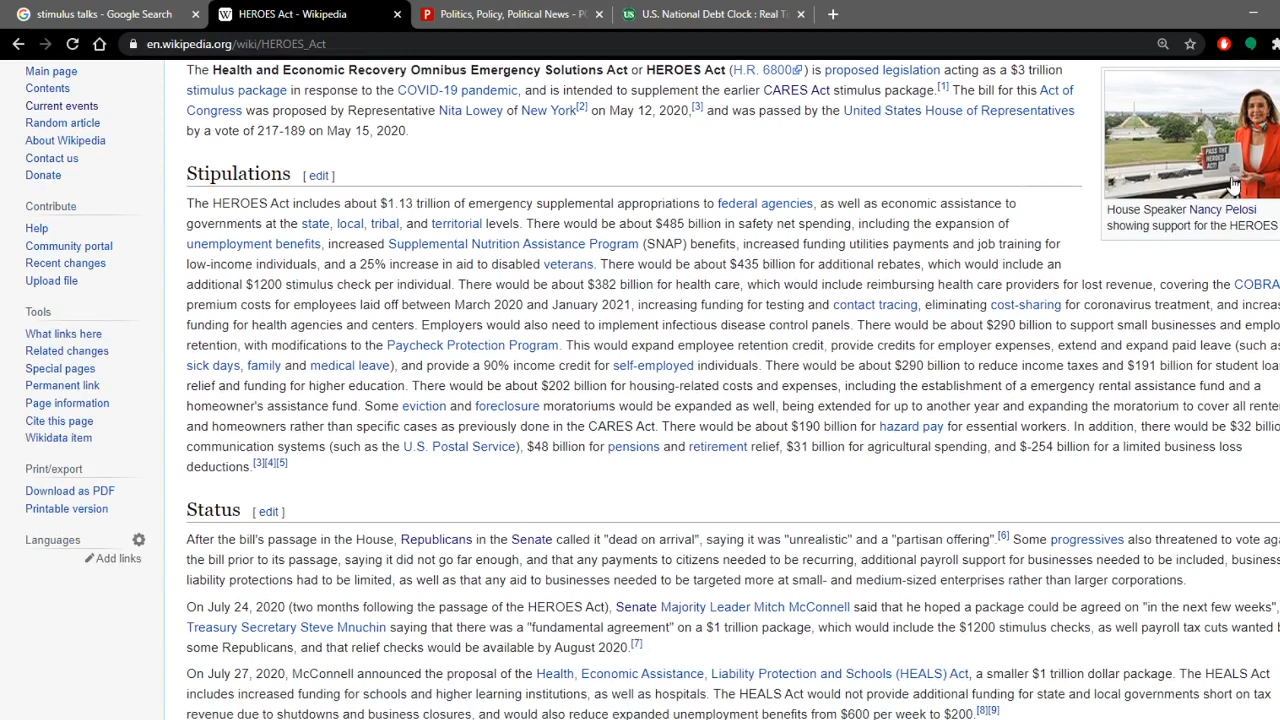 status talks - Google Search
HEROES Act - Wikipedia
Politics, Policy, Political News - P
U.S. National Debt Clock : Real Ti
en.wikipedia.org/wiki/HEROES_Act
Main page
Contents
Current events
Random article
About Wikipedia
Contact us
Donate
Contribute
Help
Community portal
Recent changes
Upload file
Tools
What links here
Related changes
Special pages
Permanent link
Page information
Cite this page
Wikidata item
Print/export
Download as PDF
Printable version
Languages
Add links
The Health and Economic Recovery Omnibus Emergency Solutions Act or HEROES Act (H.R. 6800) is proposed legislation acting as a $3 trillion
stimulus package in response to the COVID-19 pandemic, and is intended to supplement the earlier CARES Act stimulus package.[1] The bill for this Act of
Congress was proposed by Representative Nita Lowey of New York[2] on May 12, 2020,[3] and was passed by the United States House of Representatives
by a vote of 217-189 on May 15, 2020.
PASS THE
HEROES
ACT!
House Speaker Nancy Pelosi
showing support for the HEROES
Stipulations [ edit ]
The HEROES Act includes about $1.13 trillion of emergency supplemental appropriations to federal agencies, as well as economic assistance to
governments at the state, local, tribal, and territorial levels. There would be about $485 billion in safety net spending, including the expansion of
unemployment benefits, increased Supplemental Nutrition Assistance Program (SNAP) benefits, increased funding utilities payments and job training for
low-income individuals, and a 25% increase in aid to disabled veterans. There would be about $435 billion for additional rebates, which would include an
additional $1200 stimulus check per individual. There would be about $382 billion for health care, which would include reimbursing health care providers for lost revenue, covering the COBRA
premium costs for employees laid off between March 2020 and January 2021, increasing funding for testing and contact tracing, eliminating cost-sharing for coronavirus treatment, and increas
funding for health agencies and centers. Employers would also need to implement infectious disease control panels. There would be about $290 billion to support small businesses and emplo
retention, with modifications to the Paycheck Protection Program. This would expand employee retention credit, provide credits for employer expenses, extend and expand paid leave (such as
sick days, family and medical leave), and provide a 90% income credit for self-employed individuals. There would be about $290 billion to reduce income taxes and $191 billion for student loan
relief and funding for higher education. There would be about $202 billion for housing-related costs and expenses, including the establishment of a emergency rental assistance fund and a
homeowner's assistance fund. Some eviction and foreclosure moratoriums would be expanded as well, being extended for up to another year and expanding the moratorium to cover all rente
and homeowners rather than specific cases as previously done in the CARES Act. There would be about $190 billion for hazard pay for essential workers. In addition, there would be $32 billio
communication systems (such as the U.S. Postal Service), $48 billion for pensions and retirement relief, $31 billion for agricultural spending, and $-254 billion for a limited business loss
deductions.[3][4][5]
Status [ edit ]
After the bill's passage in the House, Republicans in the Senate called it "dead on arrival", saying it was "unrealistic" and a "partisan offering".[6] Some progressives also threatened to vote aga
the bill prior to its passage, saying it did not go far enough, and that any payments to citizens needed to be recurring, additional payroll support for businesses needed to be included, business
liability protections had to be limited, as well as that any aid to businesses needed to be targeted more at small- and medium-sized enterprises rather than larger corporations.
On July 24, 2020 (two months following the passage of the HEROES Act), Senate Majority Leader Mitch McConnell said that he hoped a package could be agreed on "in the next few weeks",
Treasury Secretary Steve Mnuchin saying that there was a "fundamental agreement" on a $1 trillion package, which would include the $1200 stimulus checks, as well payroll tax cuts wanted b
some Republicans, and that relief checks would be available by August 2020.[7]
On July 27, 2020, McConnell announced the proposal of the Health, Economic Assistance, Liability Protection and Schools (HEALS) Act, a smaller $1 trillion dollar package. The HEALS Act
includes increased funding for schools and higher learning institutions, as well as hospitals. The HEALS Act would not provide additional funding for state and local governments short on tax
revenue due to shutdowns and business closures, and would also reduce expanded unemployment benefits from $600 per week to $200.[8][9]